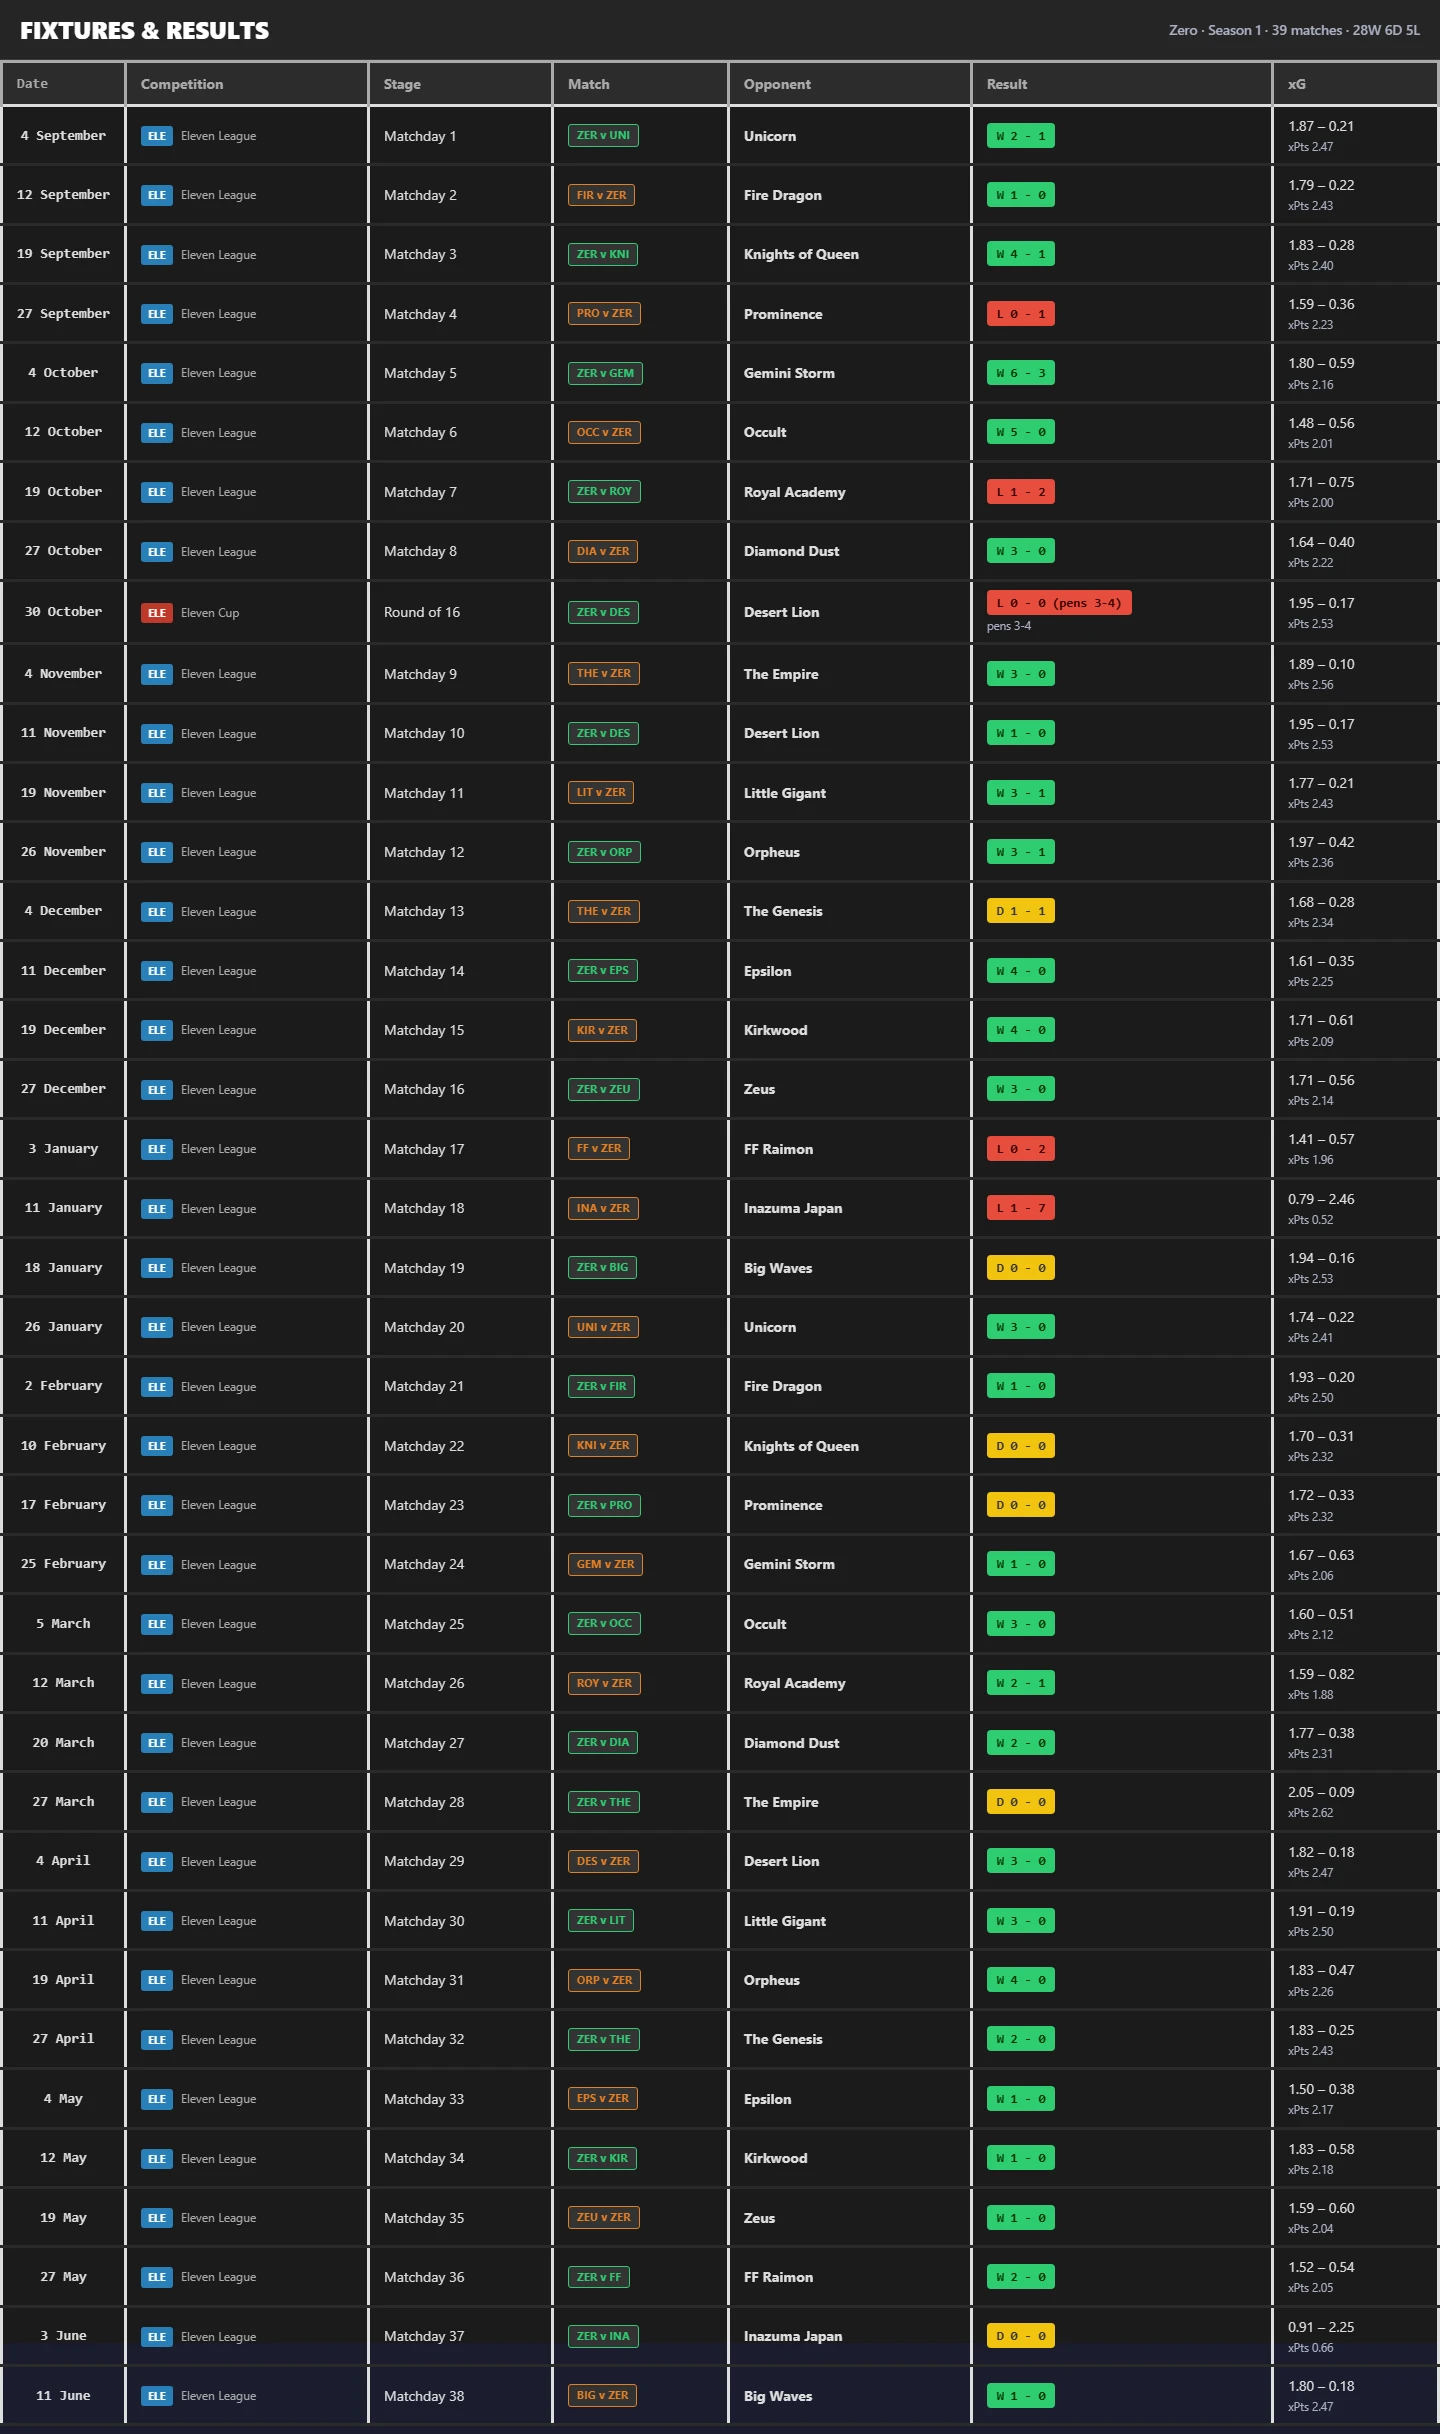 FIXTURES & RESULTS
Zero · Season 1 · 39 matches · 28W 6D 5L
Date Competition Stage Match Opponent Result xG
4 September ELE Eleven League Matchday 1 ZER v UNI Unicorn W 2 - 1 1.87 – 0.21
xPts 2.47
12 September ELE Eleven League Matchday 2 FIR v ZER Fire Dragon W 1 - 0 1.79 – 0.22
xPts 2.43
19 September ELE Eleven League Matchday 3 ZER v KNI Knights of Queen W 4 - 1 1.83 – 0.28
xPts 2.40
27 September ELE Eleven League Matchday 4 PRO v ZER Prominence L 0 - 1 1.59 – 0.36
xPts 2.23
4 October ELE Eleven League Matchday 5 ZER v GEM Gemini Storm W 6 - 3 1.80 – 0.59
xPts 2.16
12 October ELE Eleven League Matchday 6 OCC v ZER Occult W 5 - 0 1.48 – 0.56
xPts 2.01
19 October ELE Eleven League Matchday 7 ZER v ROY Royal Academy L 1 - 2 1.71 – 0.75
xPts 2.00
27 October ELE Eleven League Matchday 8 DIA v ZER Diamond Dust W 3 - 0 1.64 – 0.40
xPts 2.22
30 October ELE Eleven Cup Round of 16 ZER v DES Desert Lion L 0 - 0 (pens 3-4) 1.95 – 0.17
pens 3-4 xPts 2.53
4 November ELE Eleven League Matchday 9 THE v ZER The Empire W 3 - 0 1.89 – 0.10
xPts 2.56
11 November ELE Eleven League Matchday 10 ZER v DES Desert Lion W 1 - 0 1.95 – 0.17
xPts 2.53
19 November ELE Eleven League Matchday 11 LIT v ZER Little Gigant W 3 - 1 1.77 – 0.21
xPts 2.43
26 November ELE Eleven League Matchday 12 ZER v ORP Orpheus W 3 - 1 1.97 – 0.42
xPts 2.36
4 December ELE Eleven League Matchday 13 THE v ZER The Genesis D 1 - 1 1.68 – 0.28
xPts 2.34
11 December ELE Eleven League Matchday 14 ZER v EPS Epsilon W 4 - 0 1.61 – 0.35
xPts 2.25
19 December ELE Eleven League Matchday 15 KIR v ZER Kirkwood W 4 - 0 1.71 – 0.61
xPts 2.09
27 December ELE Eleven League Matchday 16 ZER v ZEU Zeus W 3 - 0 1.71 – 0.56
xPts 2.14
3 January ELE Eleven League Matchday 17 FF v ZER FF Raimon L 0 - 2 1.41 – 0.57
xPts 1.96
11 January ELE Eleven League Matchday 18 INA v ZER Inazuma Japan L 1 - 7 0.79 – 2.46
xPts 0.52
18 January ELE Eleven League Matchday 19 ZER v BIG Big Waves D 0 - 0 1.94 – 0.16
xPts 2.53
26 January ELE Eleven League Matchday 20 UNI v ZER Unicorn W 3 - 0 1.74 – 0.22
xPts 2.41
2 February ELE Eleven League Matchday 21 ZER v FIR Fire Dragon W 1 - 0 1.93 – 0.20
xPts 2.50
10 February ELE Eleven League Matchday 22 KNI v ZER Knights of Queen D 0 - 0 1.70 – 0.31
xPts 2.32
17 February ELE Eleven League Matchday 23 ZER v PRO Prominence D 0 - 0 1.72 – 0.33
xPts 2.32
25 February ELE Eleven League Matchday 24 GEM v ZER Gemini Storm W 1 - 0 1.67 – 0.63
xPts 2.06
5 March ELE Eleven League Matchday 25 ZER v OCC Occult W 3 - 0 1.60 – 0.51
xPts 2.12
12 March ELE Eleven League Matchday 26 ROY v ZER Royal Academy W 2 - 1 1.59 – 0.82
xPts 1.88
20 March ELE Eleven League Matchday 27 ZER v DIA Diamond Dust W 2 - 0 1.77 – 0.38
xPts 2.31
27 March ELE Eleven League Matchday 28 ZER v THE The Empire D 0 - 0 2.05 – 0.09
xPts 2.62
4 April ELE Eleven League Matchday 29 DES v ZER Desert Lion W 3 - 0 1.82 – 0.18
xPts 2.47
11 April ELE Eleven League Matchday 30 ZER v LIT Little Gigant W 3 - 0 1.91 – 0.19
xPts 2.50
19 April ELE Eleven League Matchday 31 ORP v ZER Orpheus W 4 - 0 1.83 – 0.47
xPts 2.26
27 April ELE Eleven League Matchday 32 ZER v THE The Genesis W 2 - 0 1.83 – 0.25
xPts 2.43
4 May ELE Eleven League Matchday 33 EPS v ZER Epsilon W 1 - 0 1.50 – 0.38
xPts 2.17
12 May ELE Eleven League Matchday 34 ZER v KIR Kirkwood W 1 - 0 1.83 – 0.58
xPts 2.18
19 May ELE Eleven League Matchday 35 ZEU v ZER Zeus W 1 - 0 1.59 – 0.60
xPts 2.04
27 May ELE Eleven League Matchday 36 ZER v FF FF Raimon W 2 - 0 1.52 – 0.54
xPts 2.05
3 June ELE Eleven League Matchday 37 ZER v INA Inazuma Japan D 0 - 0 0.91 – 2.25
xPts 0.66
11 June ELE Eleven League Matchday 38 BIG v ZER Big Waves W 1 - 0 1.80 – 0.18
xPts 2.47